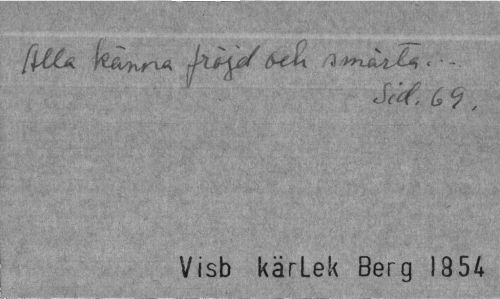 Alla känna fröjd och smärta...
Sid. 69.
Visb kärlek Berg 1854